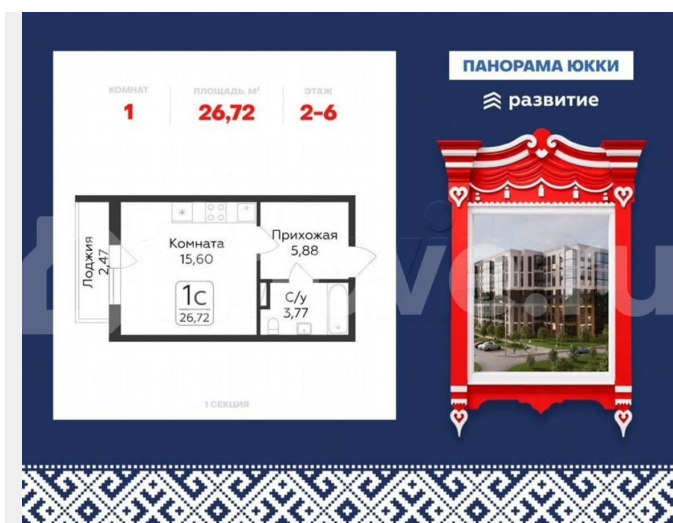 КОМНАТ
1
ПЛОЩАДЬ, М²
26,72
ЭТАЖ
2-6
ПАНОРАМА ЮККИ
развитие
Лоджия
2,47
Комната
15,60
Прихожая
5,88
1С
26,72
С/у
3,77
1 СЕКЦИЯ